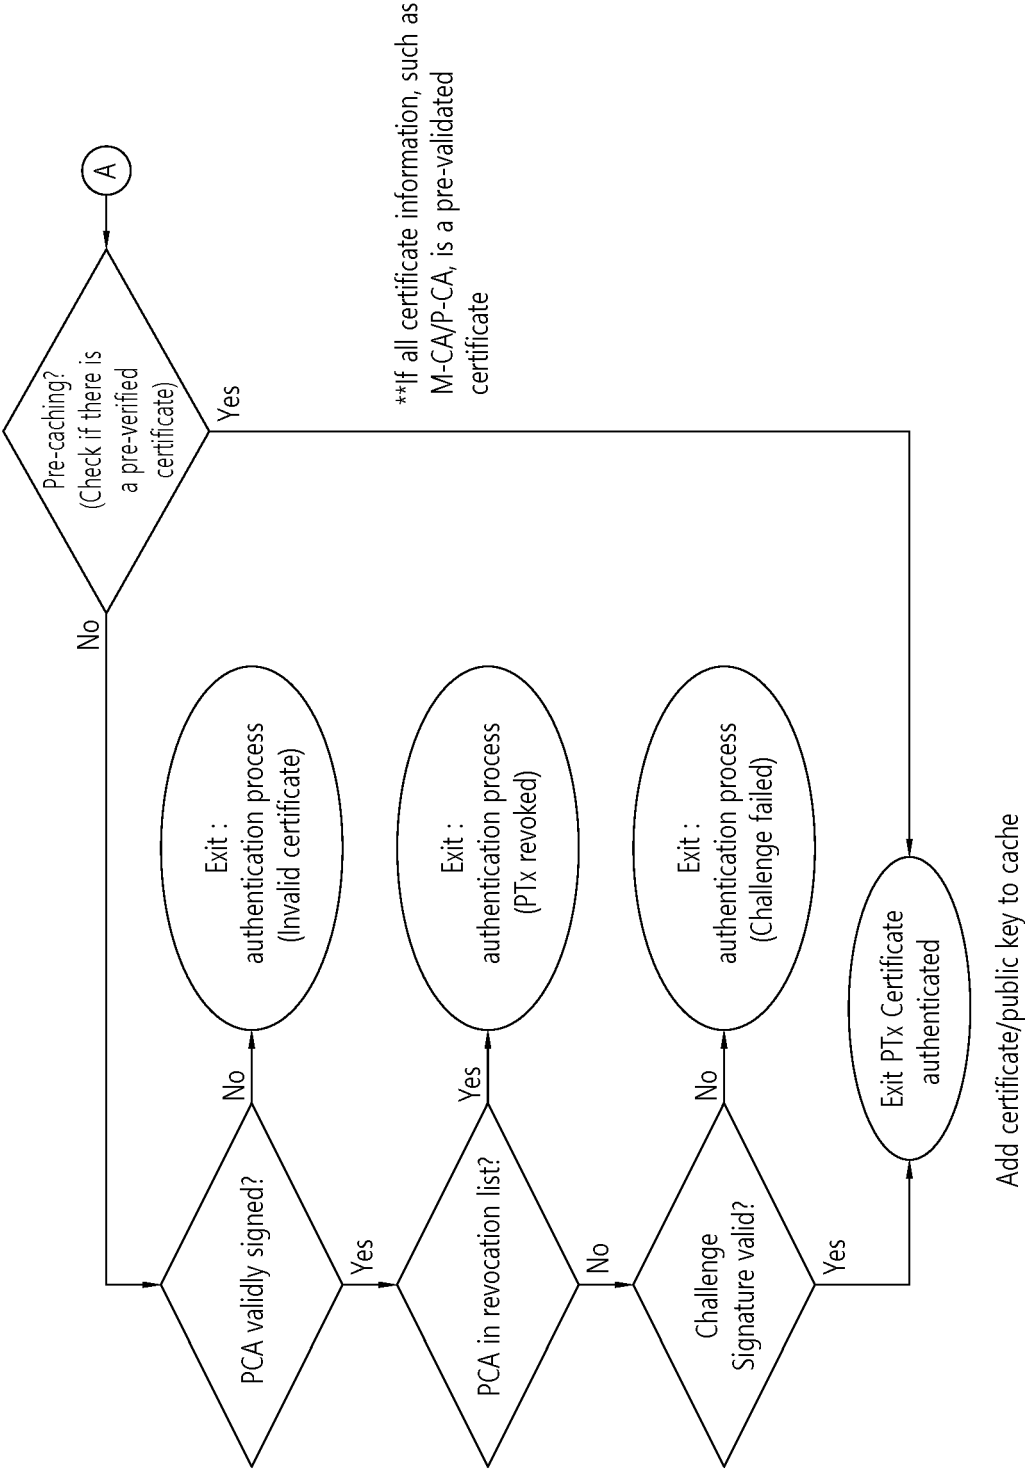 A
Pre-caching?
(Check if there is
a pre-verified
certificate)
No
Yes
**If all certificate information, such as
M-CA/P-CA, is a pre-validated
certificate
PCA validly signed?
No
Exit :
authentication process
(Invalid certificate)
Yes
PCA in revocation list?
Yes
Exit :
authentication process
(PTx revoked)
No
Challenge
Signature valid?
No
Exit :
authentication process
(Challenge failed)
Yes
Exit PTx Certificate
authenticated
Add certificate/public key to cache